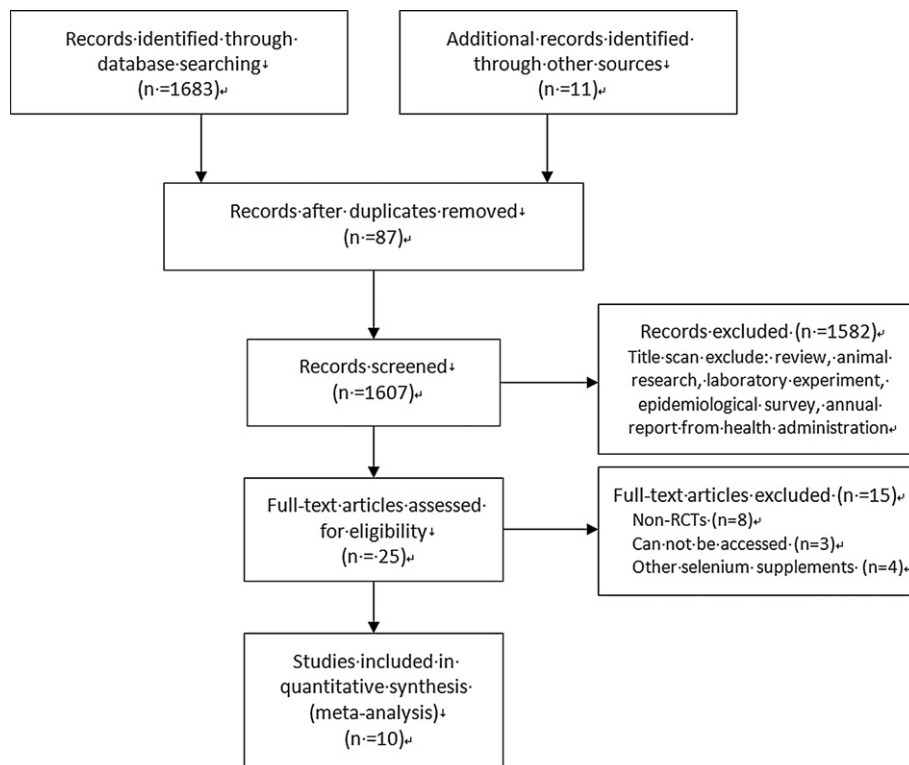 Records·identified·through·
database·searching↓
(n·=1683)↵
Additional·records·identified·
through·other·sources↓
(n·=11)↵
Records·after·duplicates·removed↓
(n·=87)↵
Records·screened↓
(n·=1607)↵
Records·excluded·(n·=1582)↵
Title·scan·exclude:·review,·animal·
research,·laboratory·experiment,·
epidemiological·survey,·annual·
report·from·health·administration↵
Full-text·articles·assessed·
for·eligibility↓
(n·=·25)↵
Full-text·articles·excluded·(n·=15)↵
Non-RCTs·(n=8)↵
Can·not·be·accessed·(n=3)↵
Other·selenium·supplements·(n=4)↵
Studies·included·in·
quantitative·synthesis·
(meta-analysis)↓
(n·=10)↵